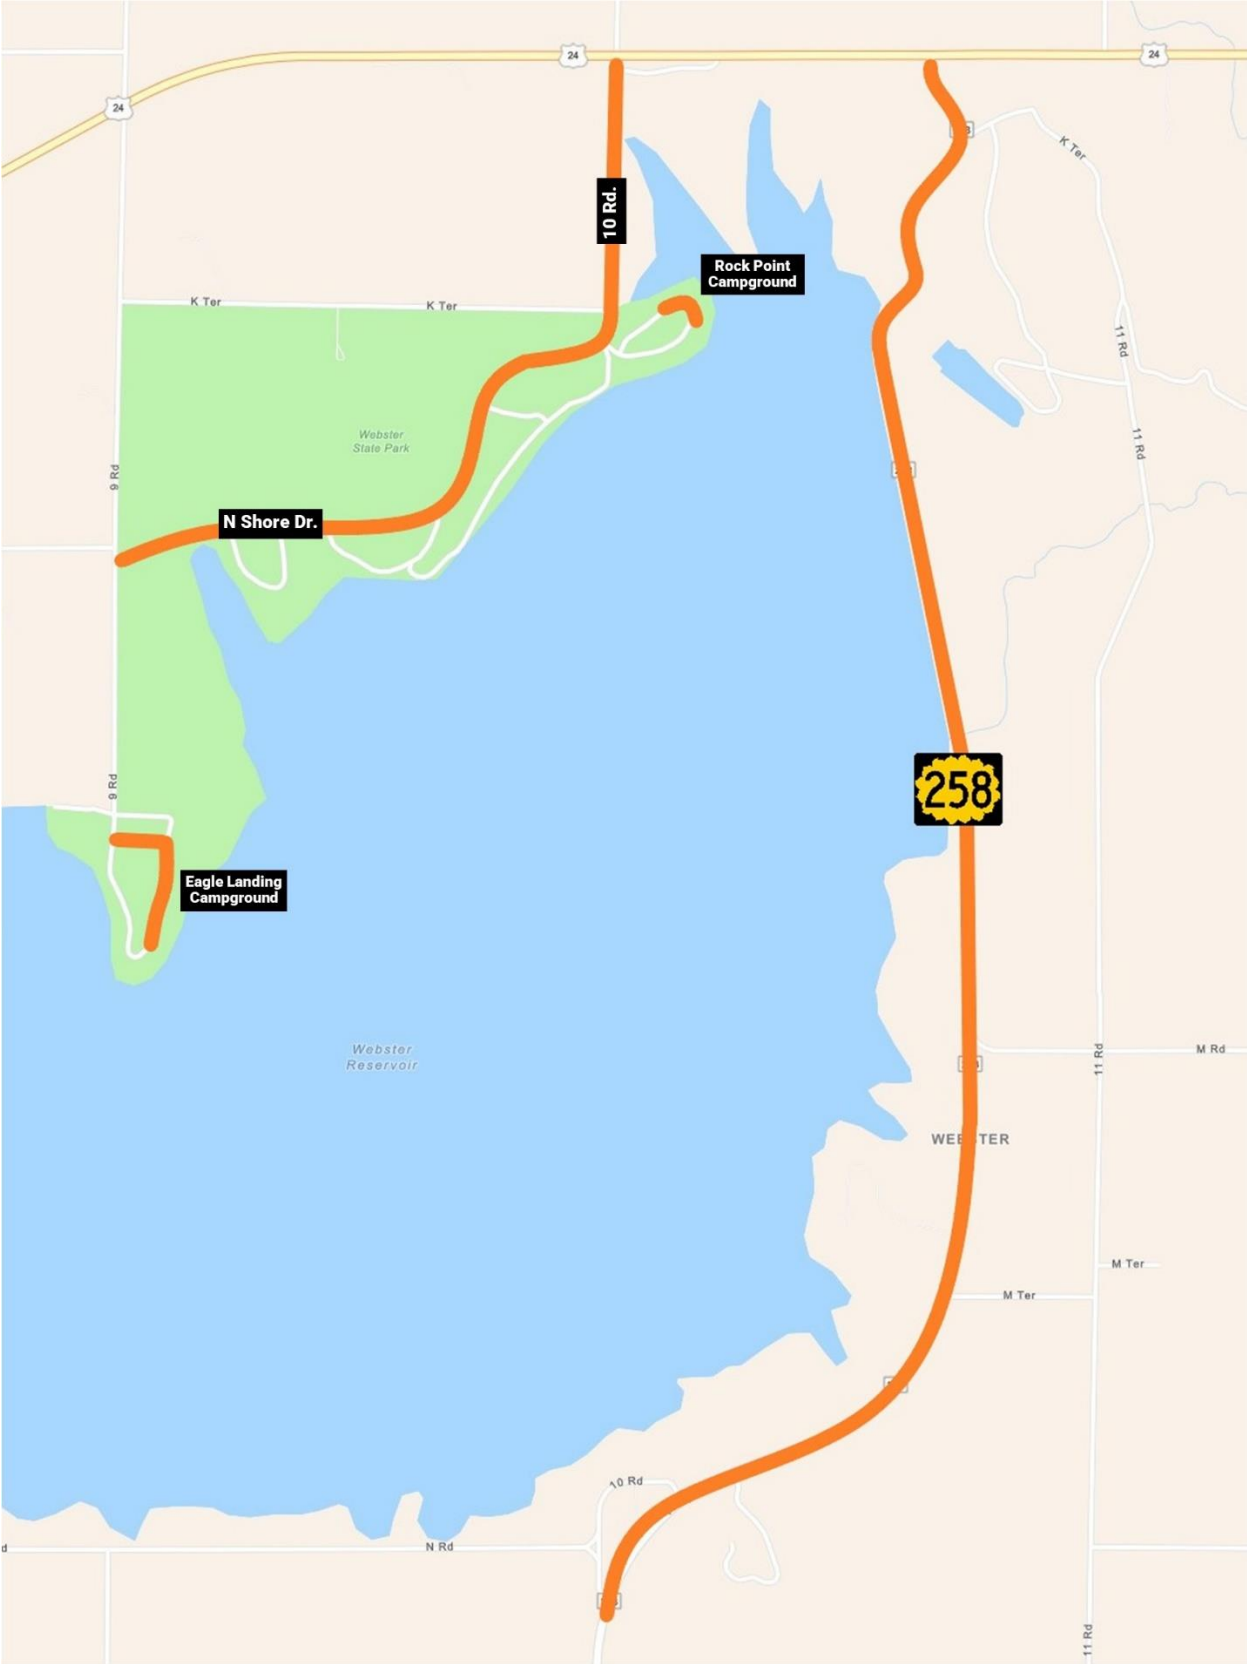 24
24
24
K Ter
10 Rd.
Rock Point
Campground
K Ter
K Ter
11 Rd
Webster
State Park
11 Rd
9 Rd
N Shore Dr.
9 Rd
258
Eagle Landing
Campground
Webster
Reservoir
M Rd
11 Rd
M Ter
M Ter
10 Rd
N Rd
11 Rd